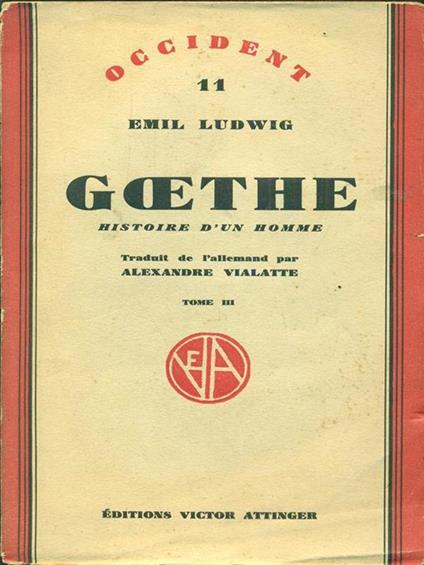 OCCIDENT
11
EMIL LUDWIG
GŒTHE
HISTOIRE D'UN HOMME
Traduit de l'allemand par
ALEXANDRE VIALATTE
TOME III
ÉDITIONS VICTOR ATTINGER